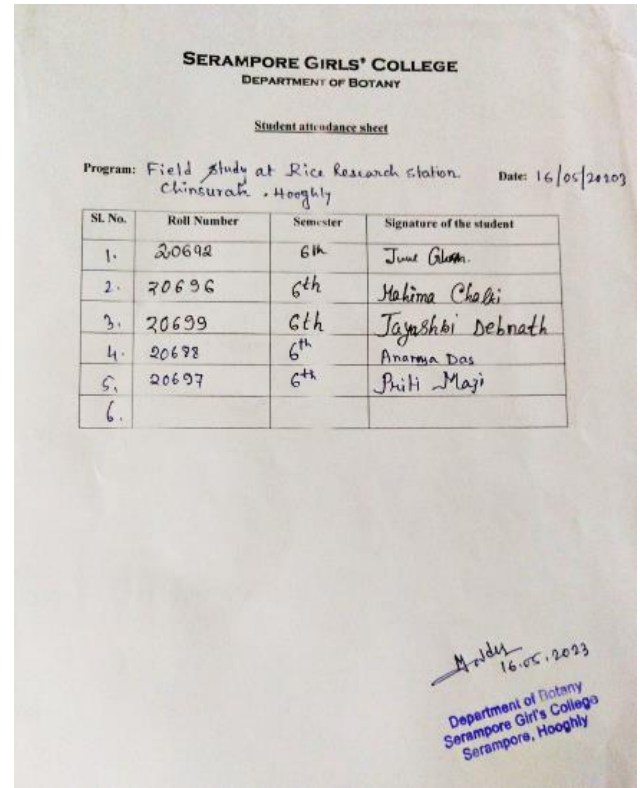 SERAMPORE GIRLS' COLLEGE
DEPARTMENT OF BOTANY
Student attendance sheet
Program: Field Study at Rice Research Station Date: 16/05/20203
Chinsurah . Hooghly
SL No. Roll Number Semester Signature of the student
1. 20692 6th June
2. 20696 6th Mahima
3. 20699 6th Jayashri Debnath
4. 20688 6th Ananya Das
5. 20697 6th Priti Maji
6.
16.05.2023
Department of Botany
Serampore Girl's College
Serampore, Hooghly